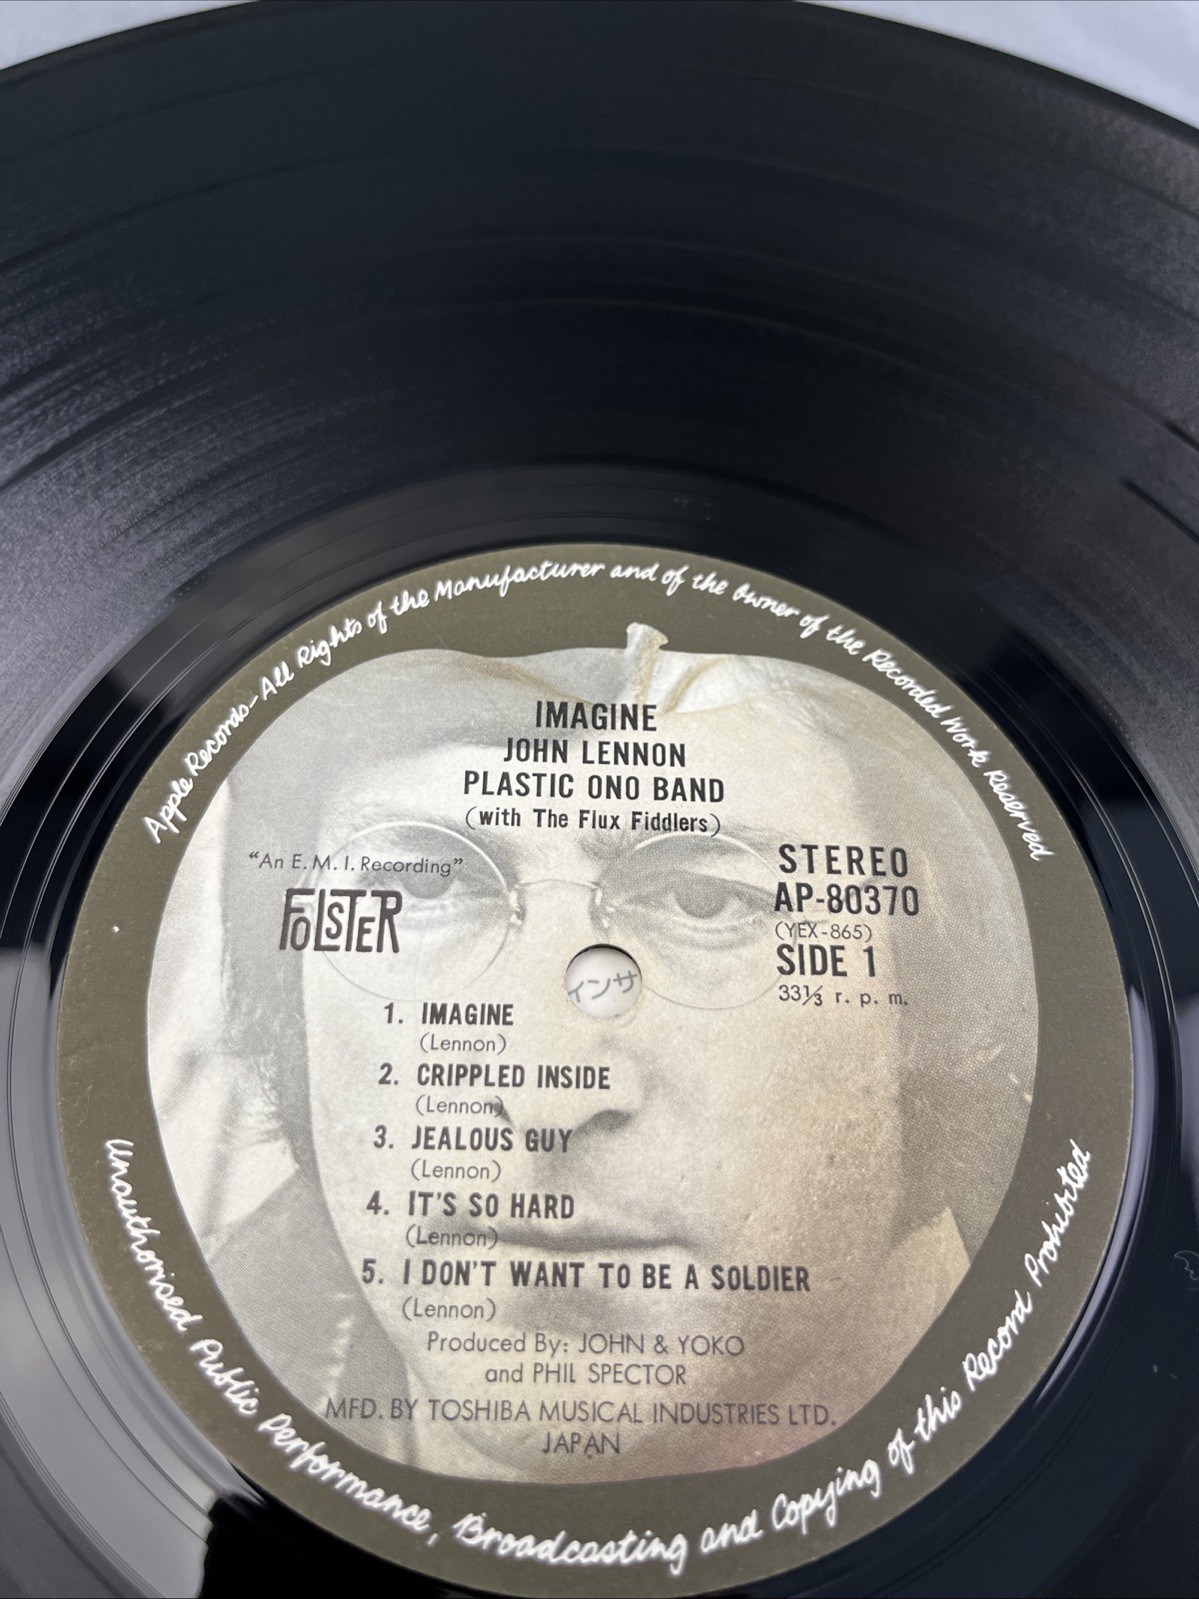 Apple Records–All Rights of the Manufacturer and of the Owner of the Recorded Work Reserved
IMAGINE
JOHN LENNON
PLASTIC ONO BAND
(with The Flux Fiddlers)
"An E.M.I. Recording"
FOLSTER
STEREO
AP-80370
(YEX-865)
SIDE 1
33⅓ r. p. m.
インサ
1. IMAGINE
(Lennon)
2. CRIPPLED INSIDE
(Lennon)
3. JEALOUS GUY
(Lennon)
4. IT'S SO HARD
(Lennon)
5. I DON'T WANT TO BE A SOLDIER
(Lennon)
Produced By: JOHN & YOKO
and PHIL SPECTOR
MFD. BY TOSHIBA MUSICAL INDUSTRIES LTD.
JAPAN
Unauthorised Public Performance, Broadcasting and Copying of this Record Prohibited